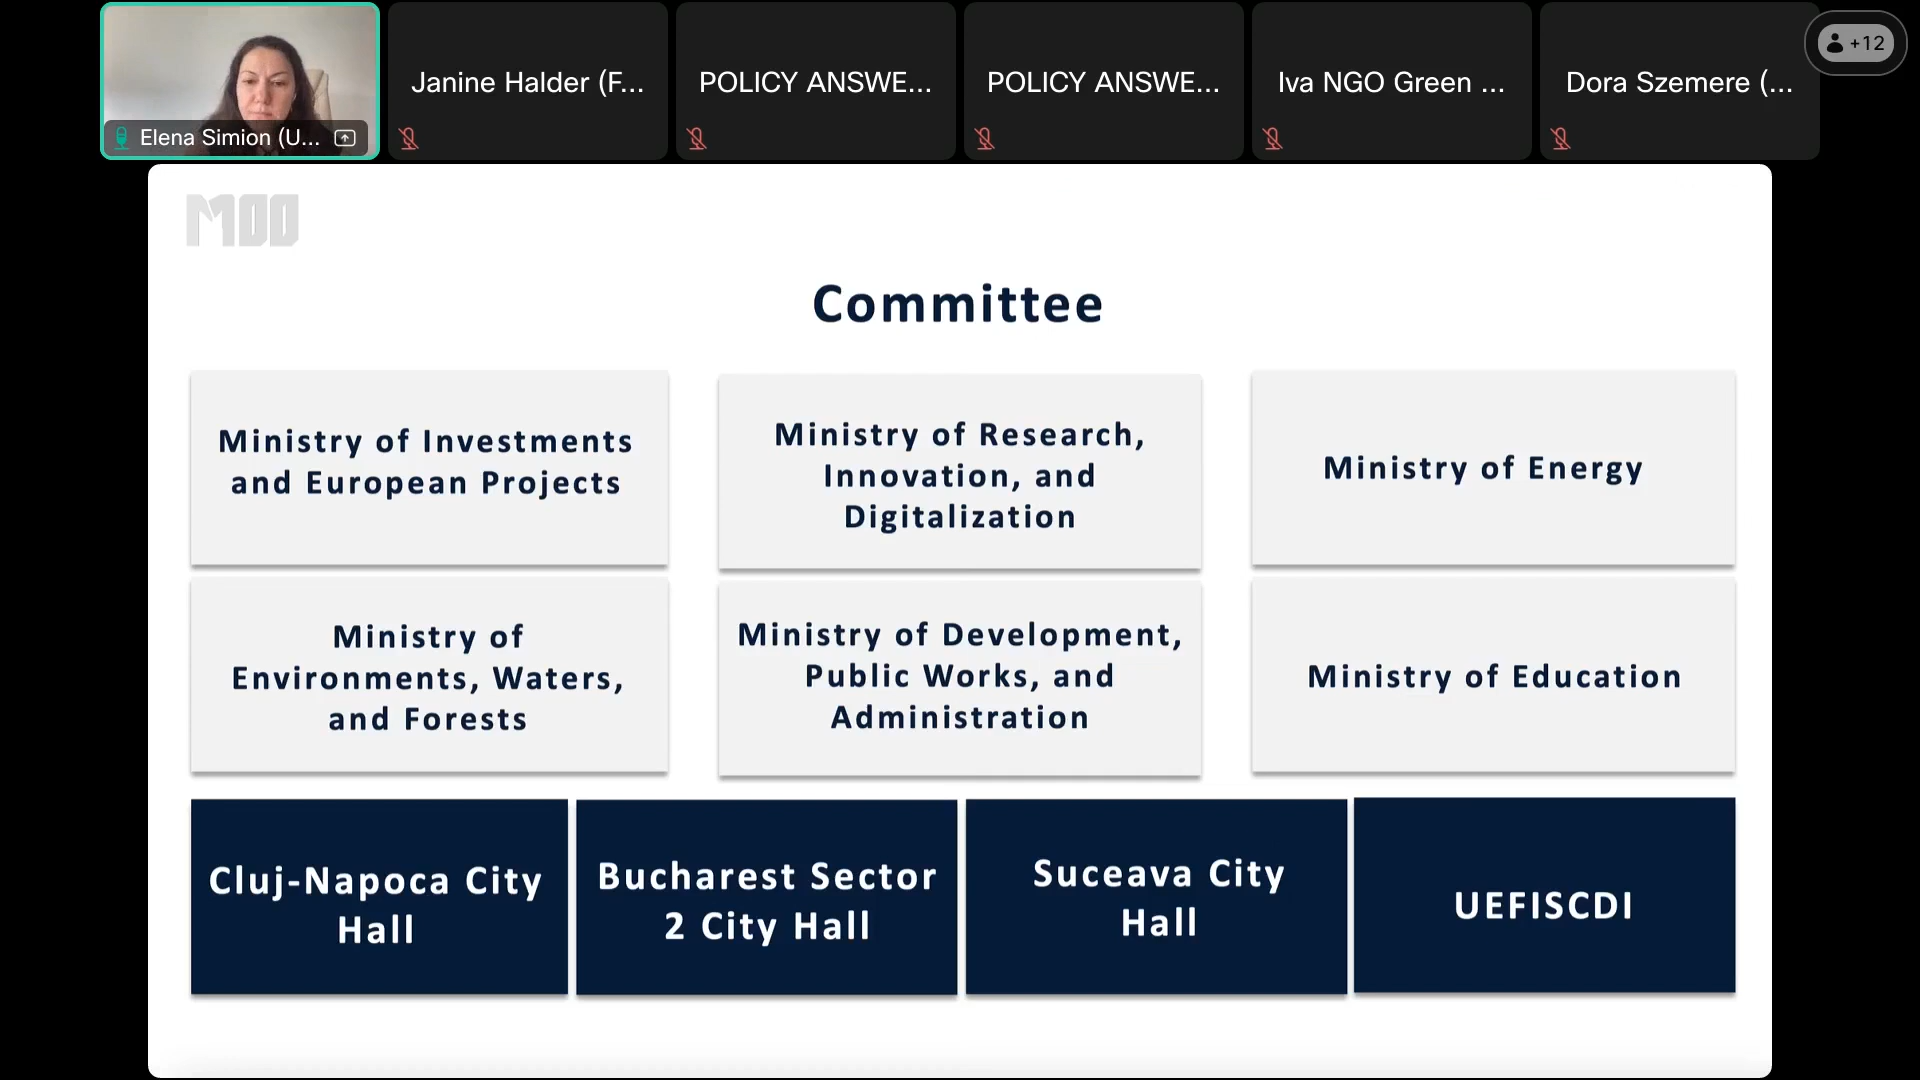 Elena Simion (U...
Janine Halder (F...
POLICY ANSWE...
POLICY ANSWE...
Iva NGO Green ...
Dora Szemere (...
+12
M100
Committee
Ministry of Investments
and European Projects
Ministry of Research,
Innovation, and
Digitalization
Ministry of Energy
Ministry of
Environments, Waters,
and Forests
Ministry of Development,
Public Works, and
Administration
Ministry of Education
Cluj-Napoca City
Hall
Bucharest Sector
2 City Hall
Suceava City
Hall
UEFISCDI